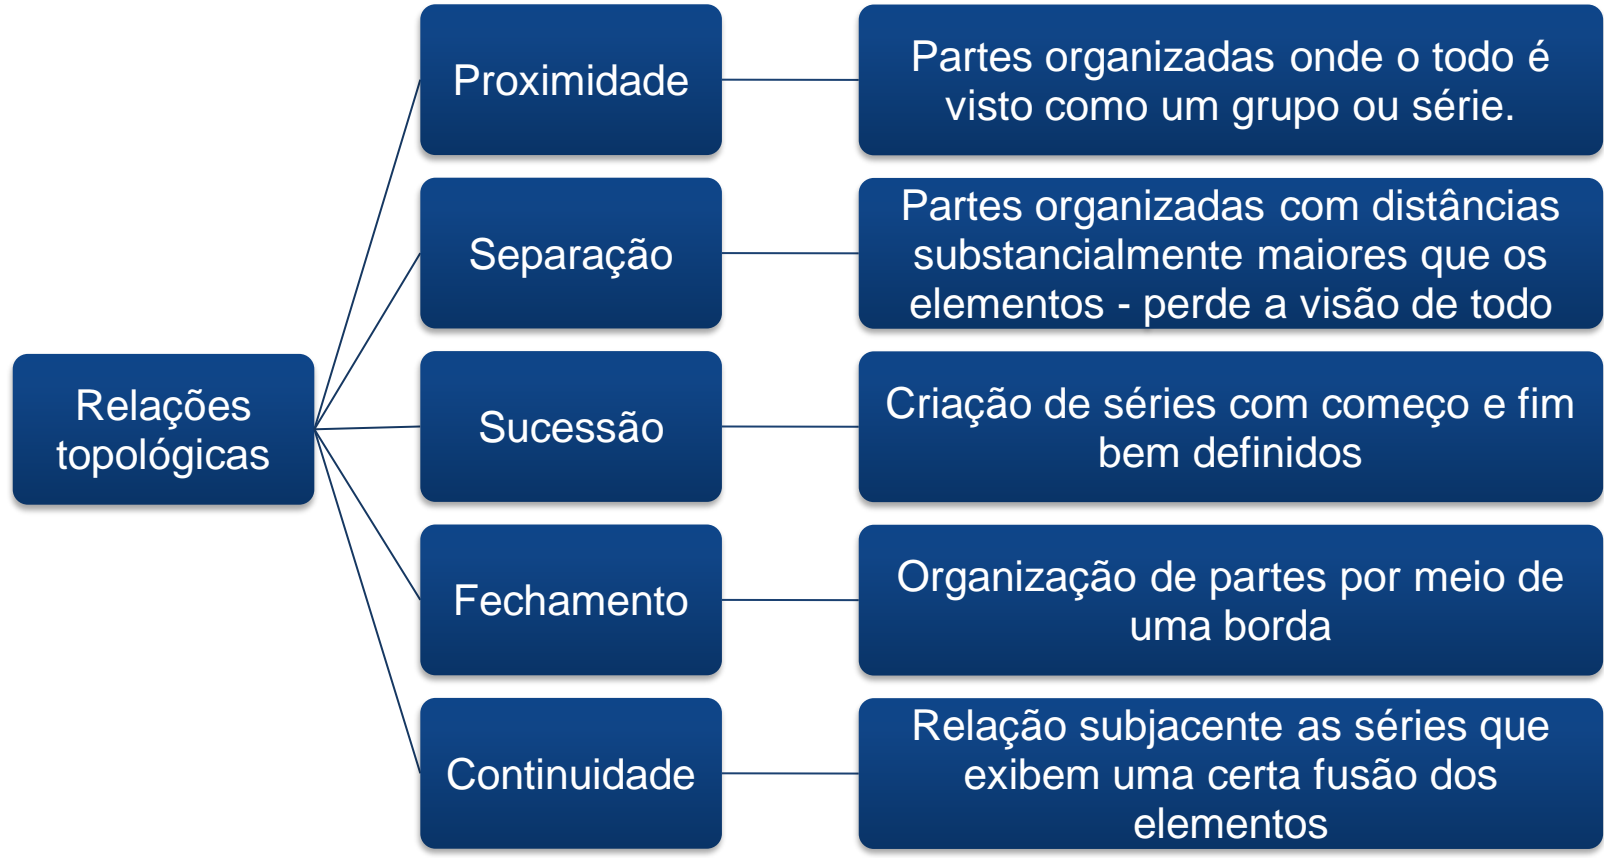 Relações
topológicas
Proximidade
Partes organizadas onde o todo é
visto como um grupo ou série.
Separação
Partes organizadas com distâncias
substancialmente maiores que os
elementos - perde a visão de todo
Sucessão
Criação de séries com começo e fim
bem definidos
Fechamento
Organização de partes por meio de
uma borda
Continuidade
Relação subjacente as séries que
exibem uma certa fusão dos
elementos